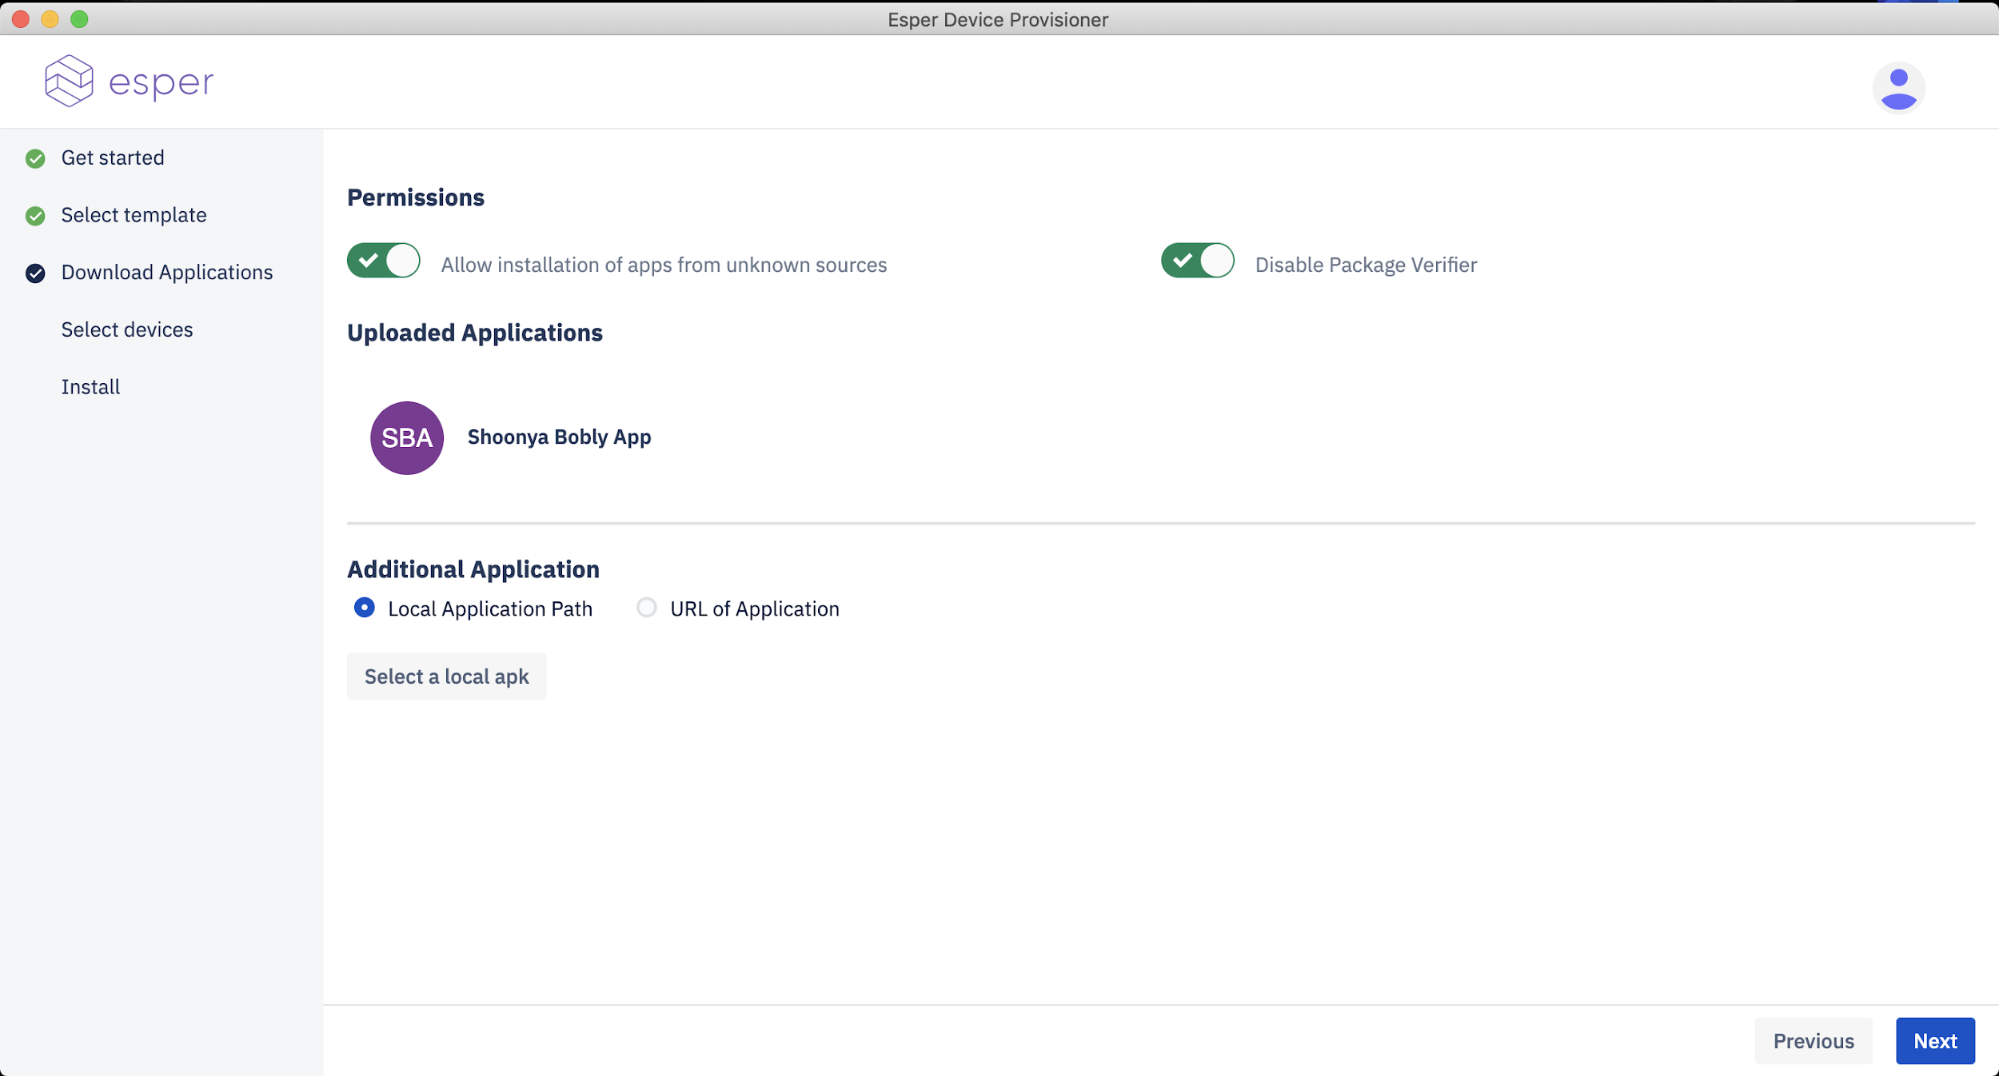 Esper Device Provisioner
esper
Get started
Select template
Download Applications
Select devices
Install
Permissions
Allow installation of apps from unknown sources
Disable Package Verifier
Uploaded Applications
SBA
Shoonya Bobly App
Additional Application
Local Application Path
URL of Application
Select a local apk
Previous
Next